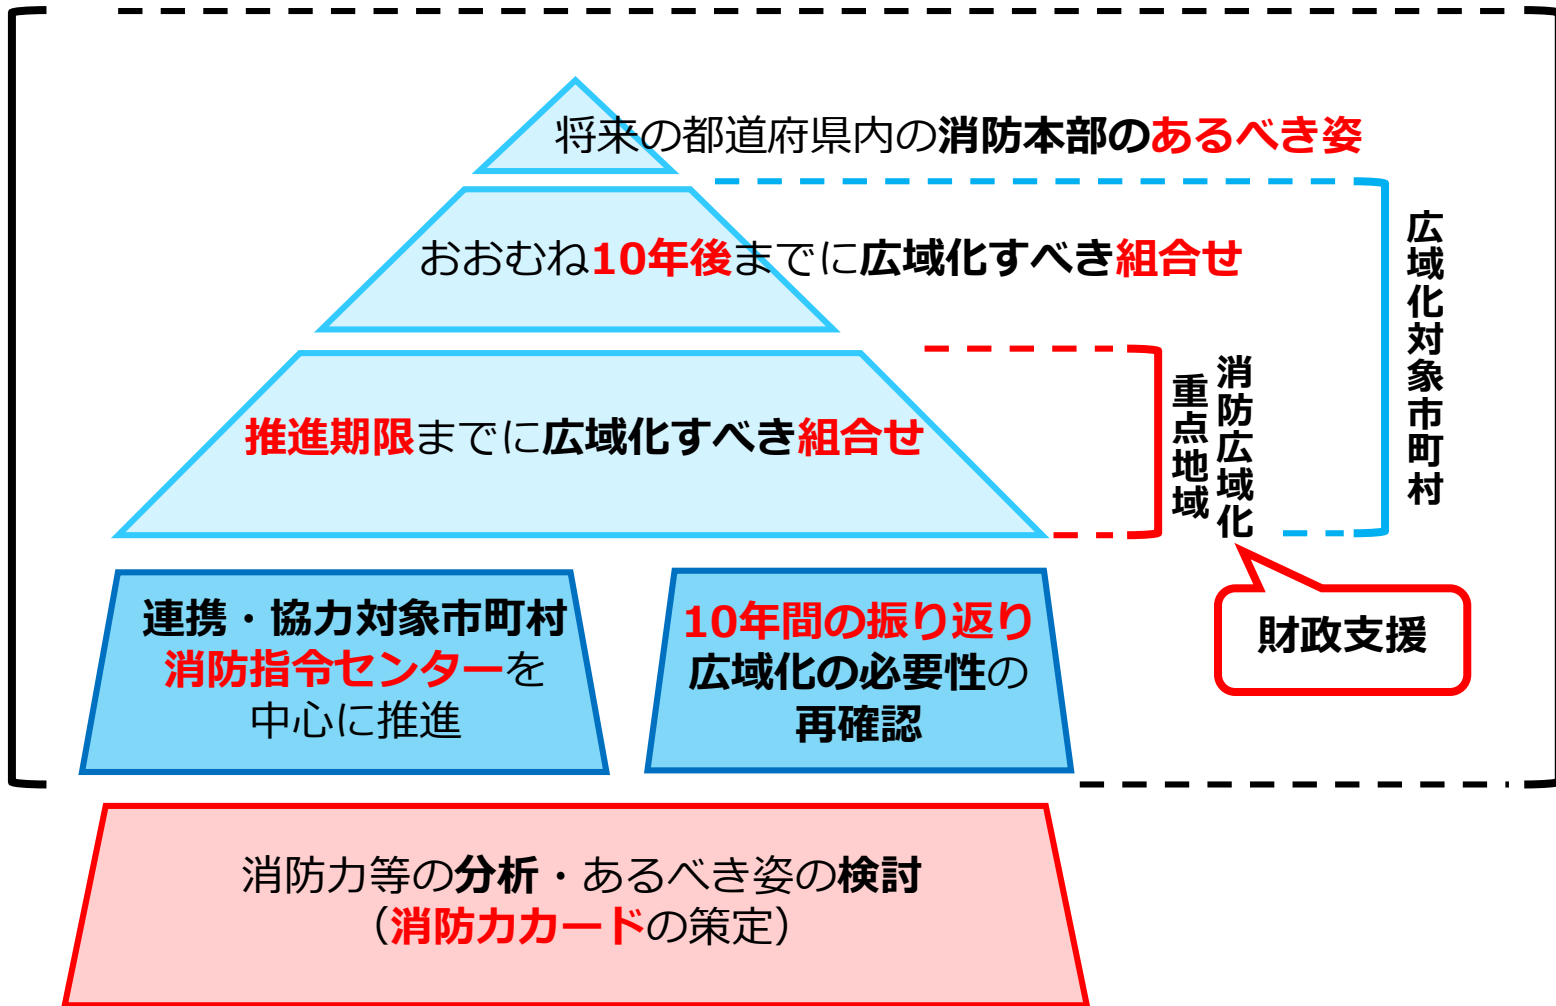 将来の都道府県内の消防本部のあるべき姿
おおむね10年後までに広域化すべき組合せ
広域化対象市町村
推進期限までに広域化すべき組合せ
消防広域化
重点地域
連携・協力対象市町村
消防指令センターを
中心に推進
10年間の振り返り
広域化の必要性の
再確認
財政支援
消防力等の分析・あるべき姿の検討
（消防力カードの策定）